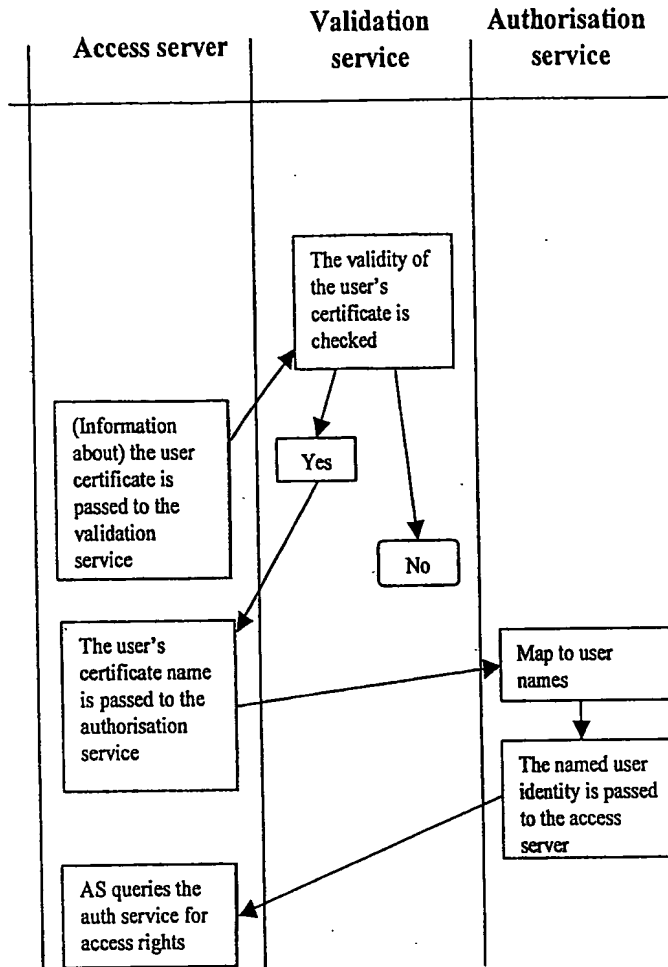 Access server
Validation
service
Authorisation
service
The validity of
the user's
certificate is
checked
(Information
about) the user
certificate is
passed to the
validation
service
Yes
No
The user's
certificate name
is passed to the
authorisation
service
Map to user
names
The named user
identity is passed
to the access
server
AS queries the
auth service for
access rights